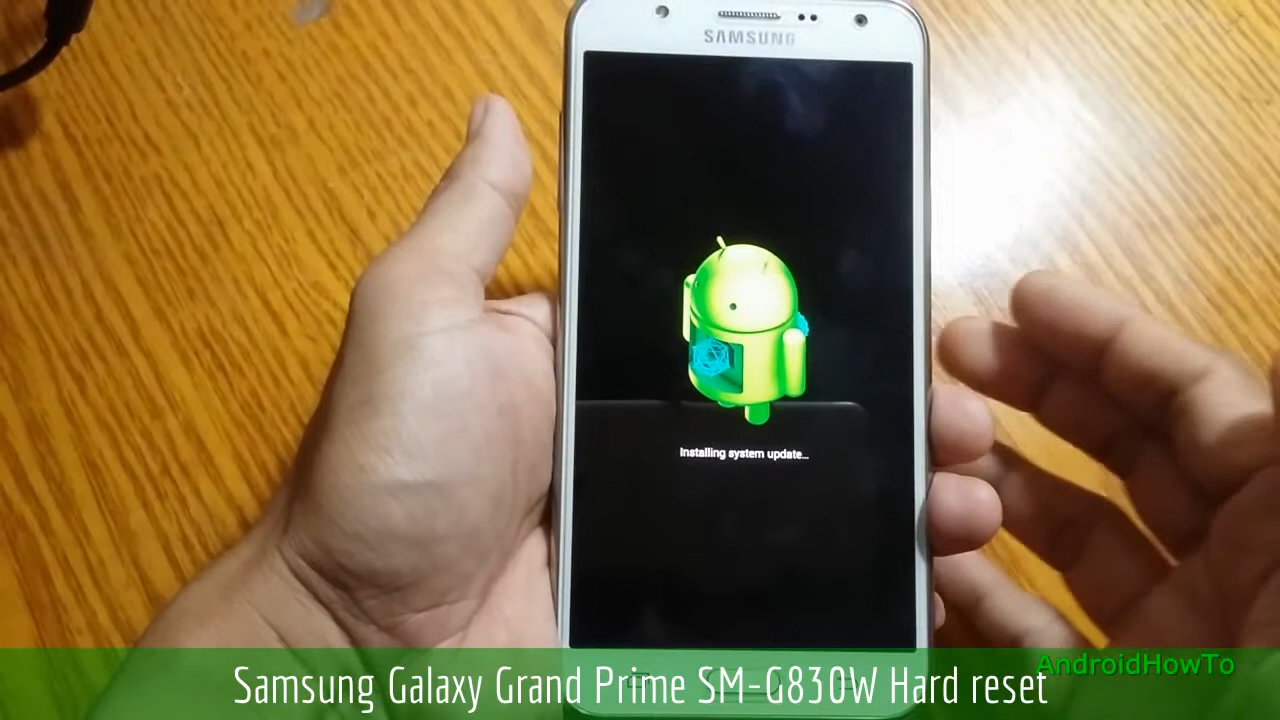 SAMSUNG
Installing system update...
AndroidHowTo
Samsung Galaxy Grand Prime SM-G830W Hard reset